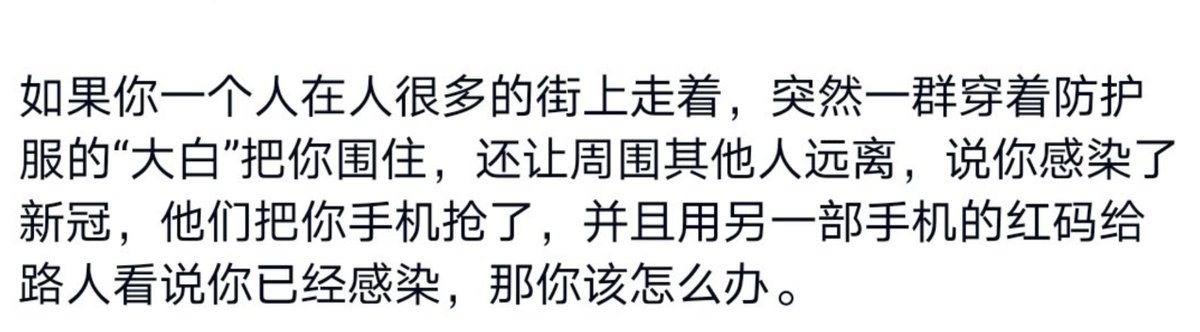 如果你一个人在人很多的街上走着，突然一群穿着防护
服的“大白”把你围住，还让周围其他人远离，说你感染了
新冠，他们把你手机抢了，并且用另一部手机的红码给
路人看说你已经感染，那你该怎么办。